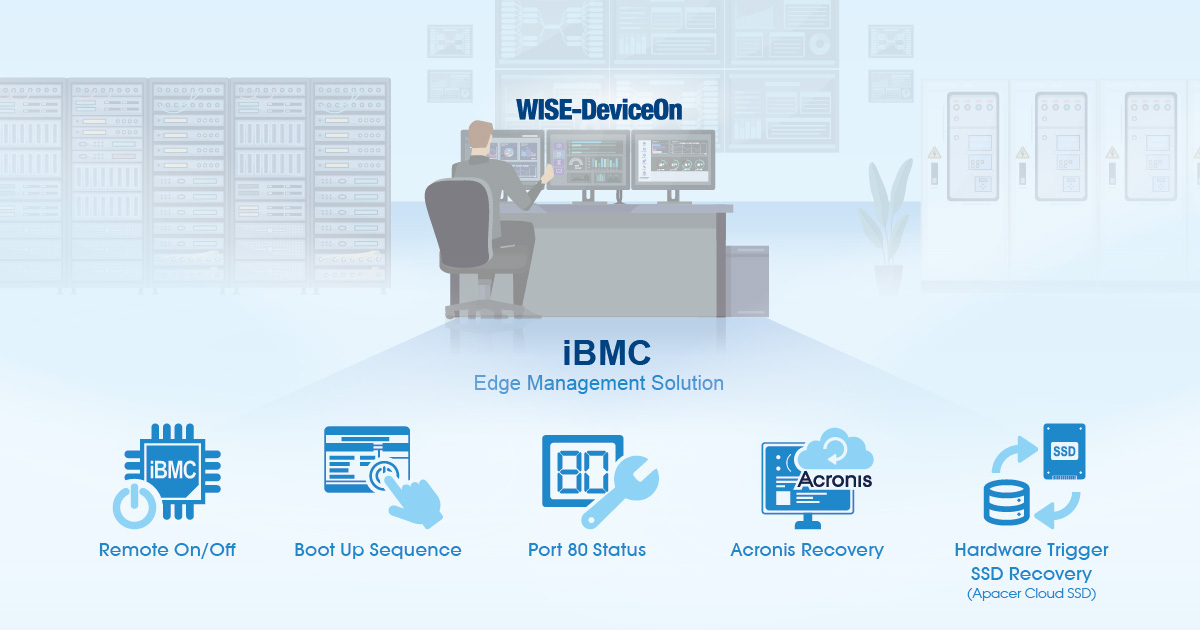 WISE-DeviceOn
iBMC
Edge Management Solution
iBMC
80
Acronis
SSD
Remote On/Off
Boot Up Sequence
Port 80 Status
Acronis Recovery
Hardware Trigger
SSD Recovery
(Apacer Cloud SSD)